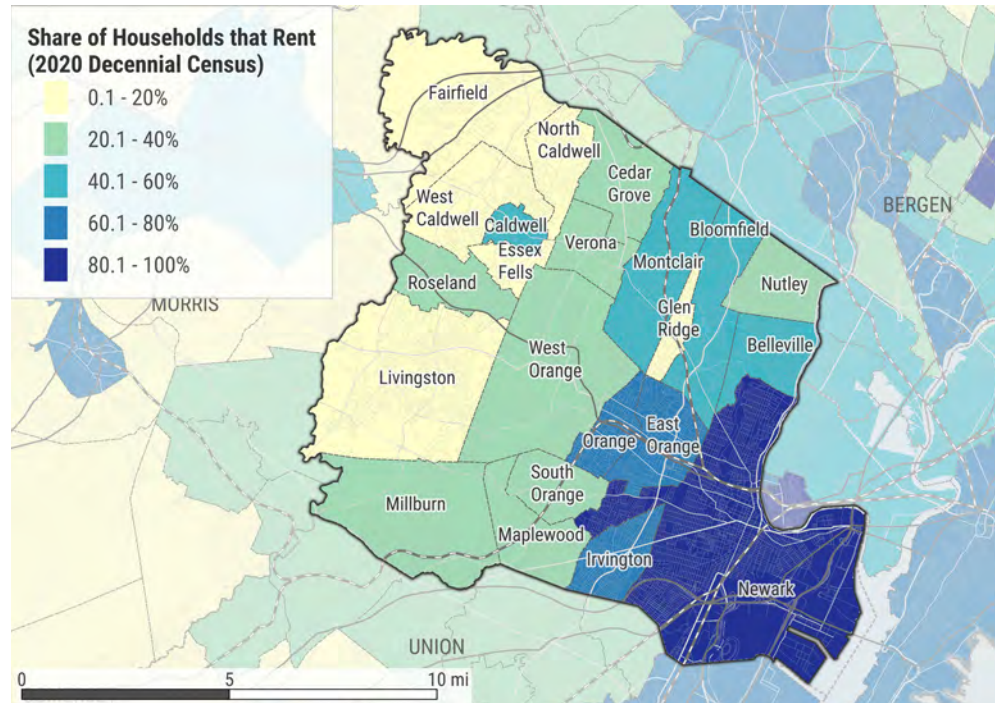 Share of Households that Rent
(2020 Decennial Census)
0.1 - 20%
20.1 - 40%
40.1 - 60%
60.1 - 80%
80.1 - 100%
Fairfield
North
Caldwell
Cedar
Grove
West
Caldwell
Caldwell
Essex
Fells
Verona
Bloomfield
BERGEN
Montclair
Roseland
Nutley
MORRIS
Glen
Ridge
Belleville
West
Orange
Livingston
East
Orange
Orange
South
Orange
Millburn
Maplewood
Irvington
Newark
UNION
0
5
10 mi